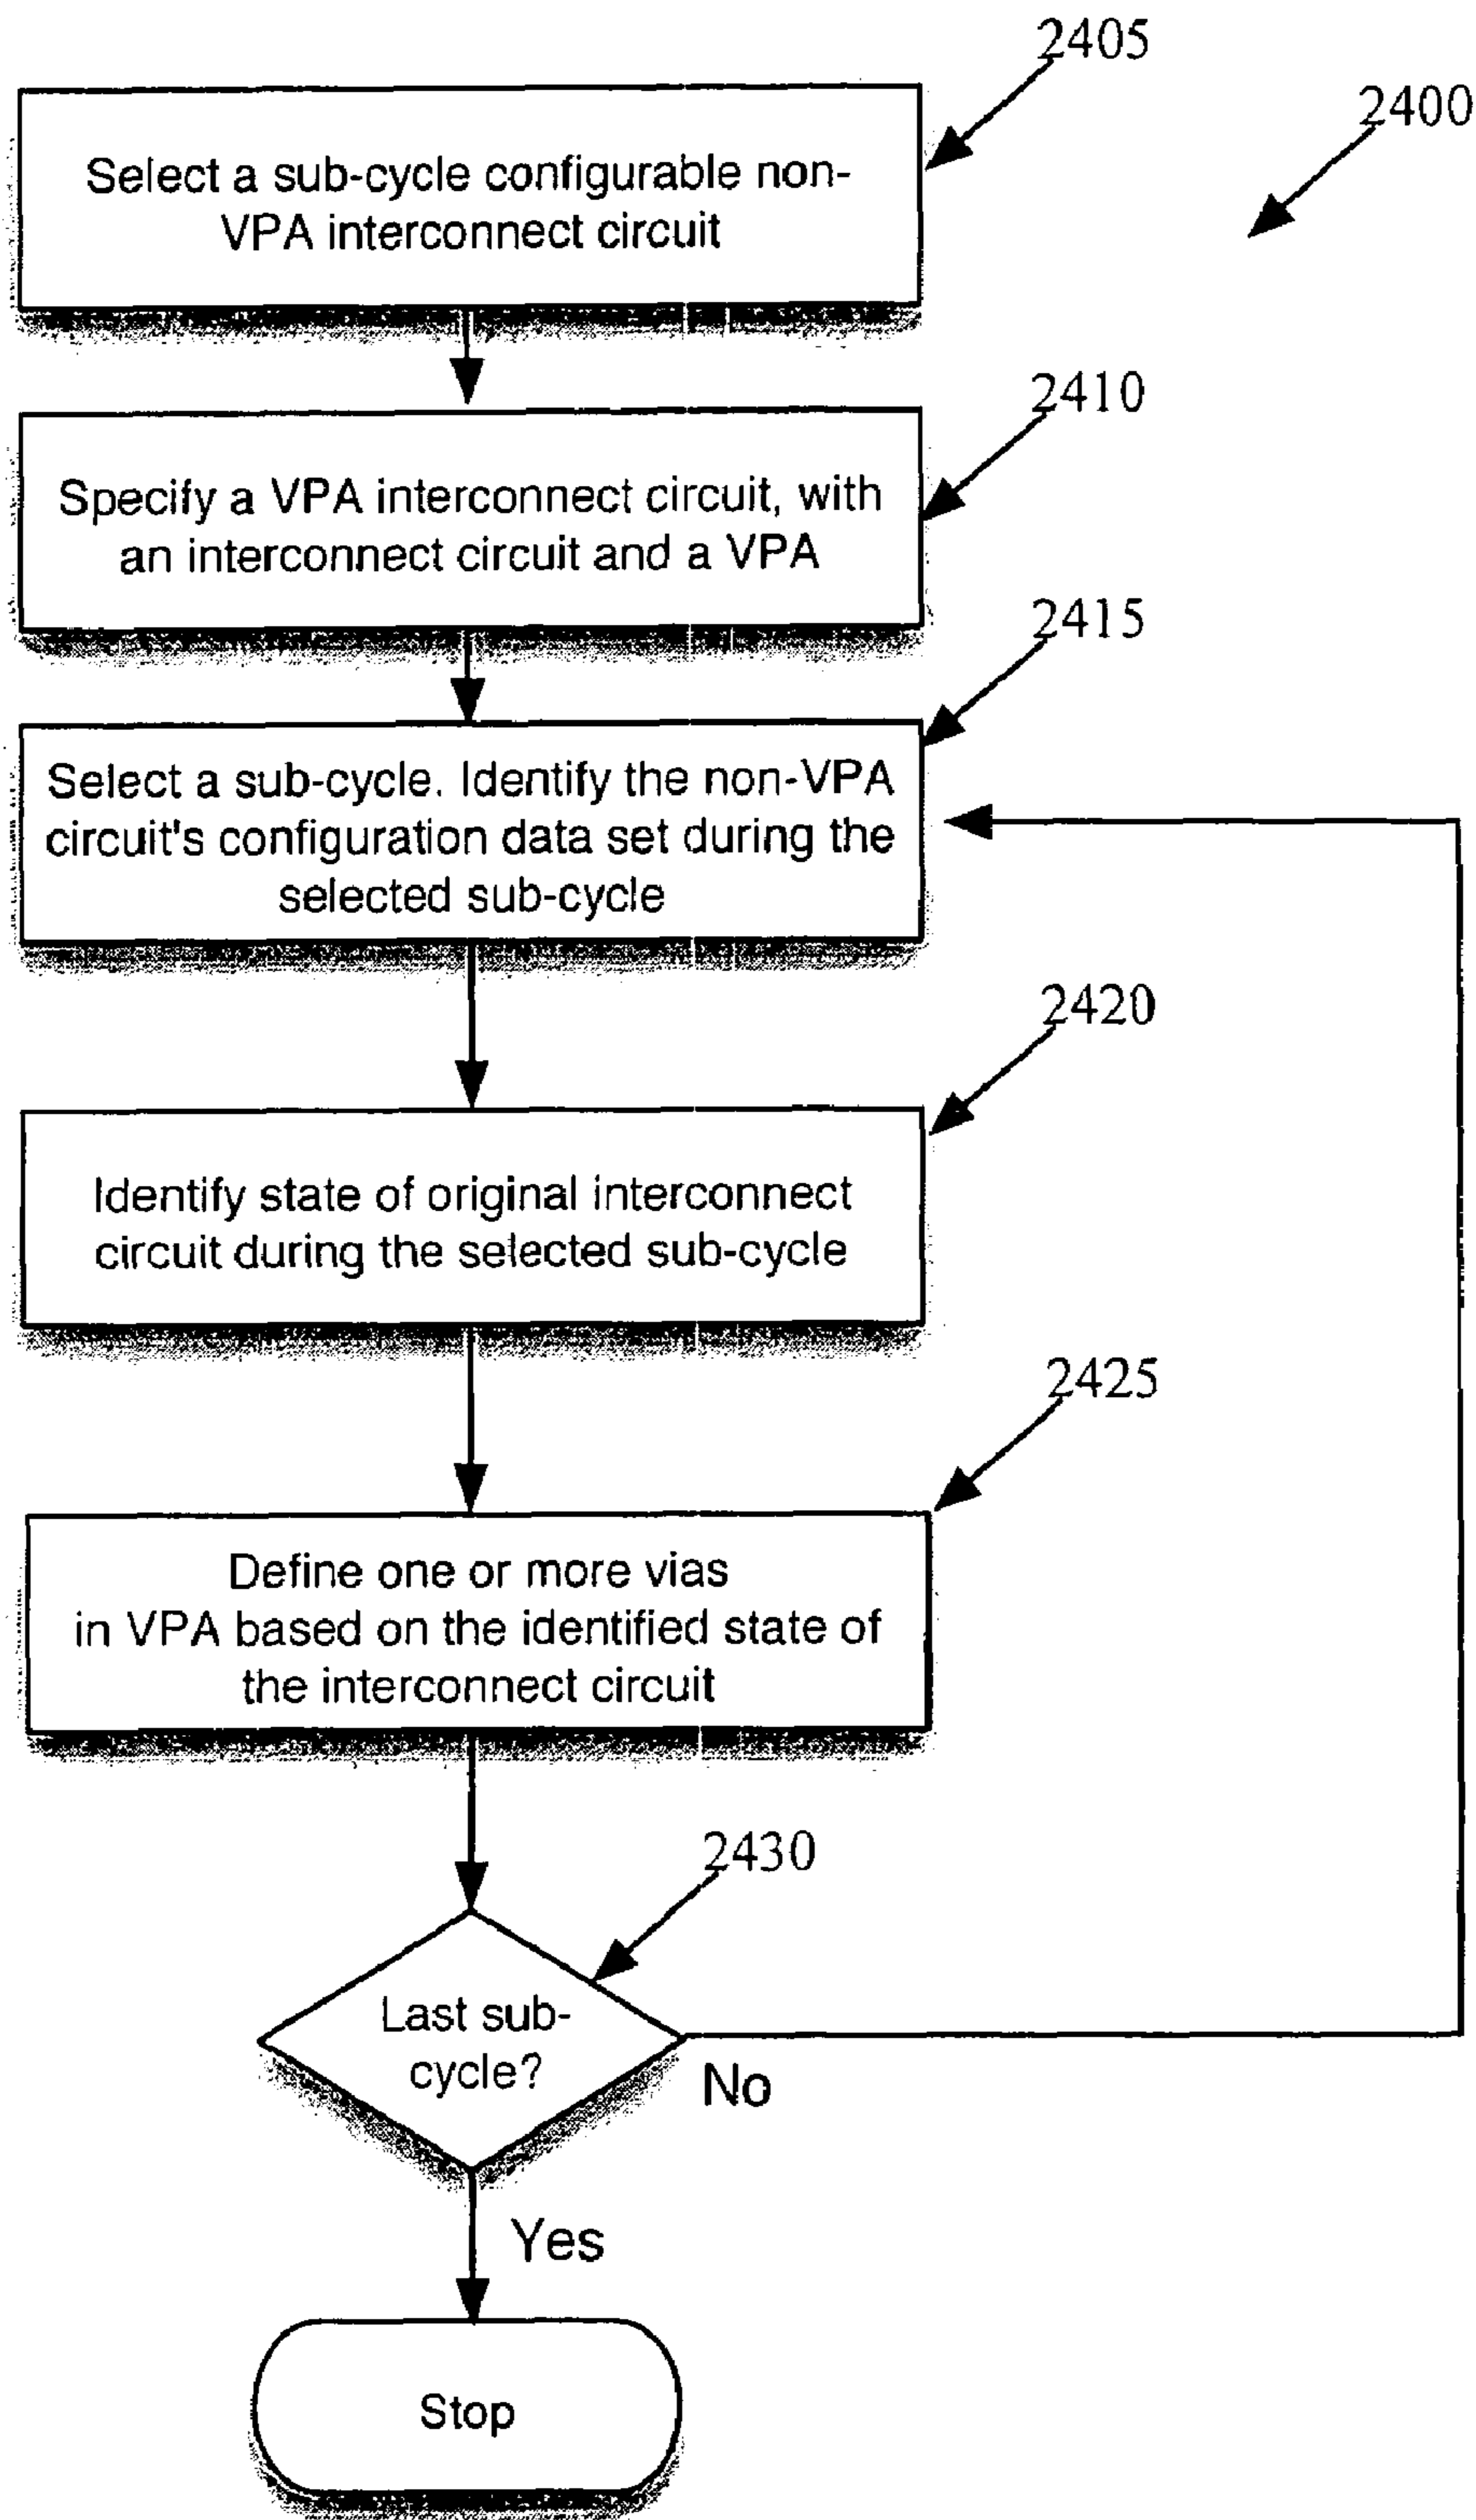 2405
2400
Select a sub-cycle configurable non-
VPA interconnect circuit
2410
Specify a VPA interconnect circuit, with
an interconnect circuit and a VPA
2415
Select a sub-cycle. Identify the non-VPA
circuit's configuration data set during the
selected sub-cycle
2420
Identify state of original interconnect
circuit during the selected sub-cycle
2425
Define one or more vias
in VPA based on the identified state of
the interconnect circuit
2430
Last sub-
cycle?
No
Yes
Stop